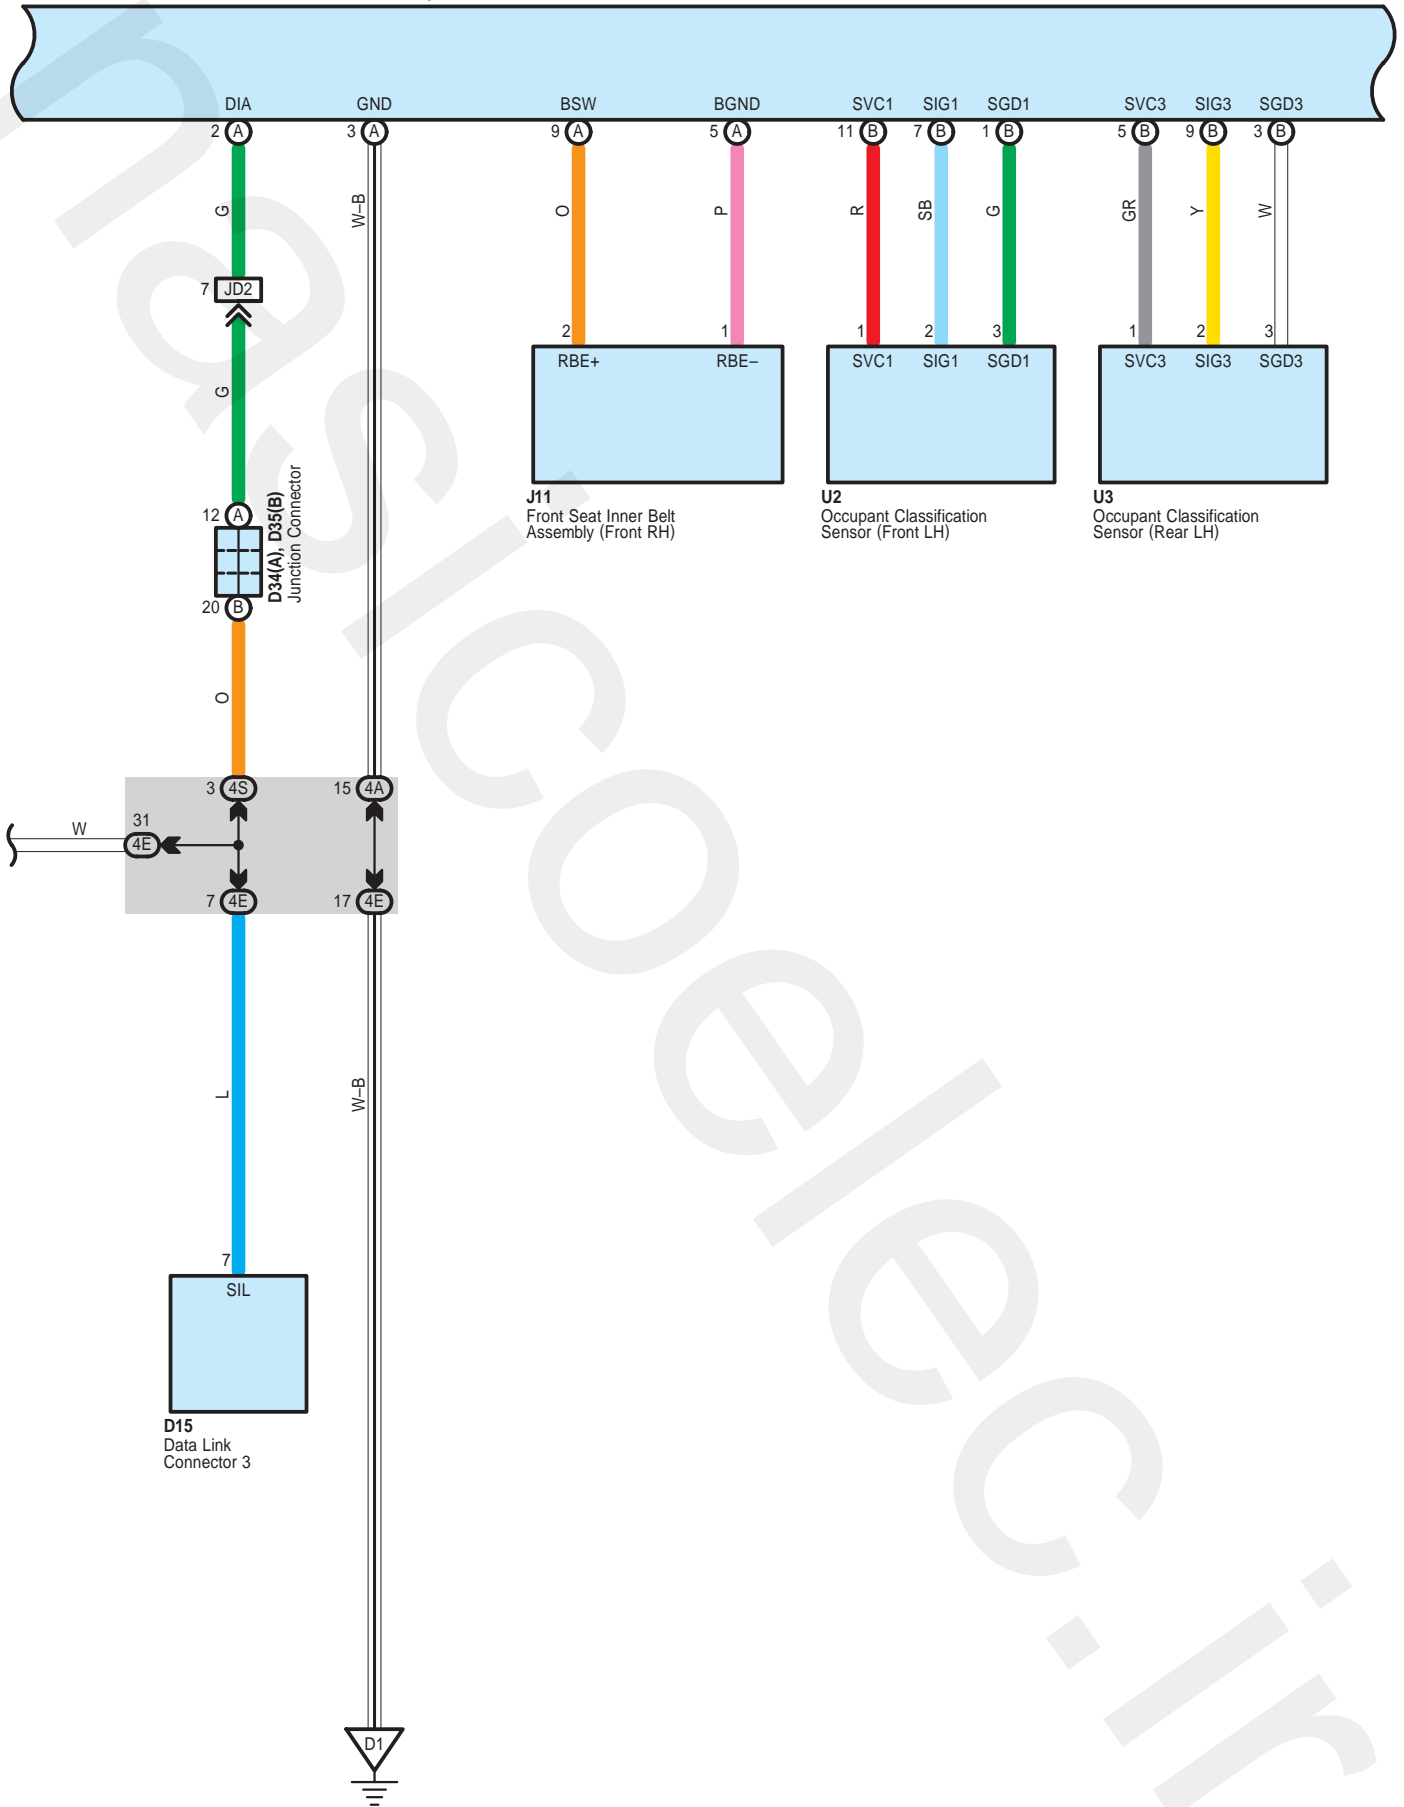 DIA GND BSW BGND SVC1 SIG1 SGD1 SVC3 SIG3 SGD3
2 A 3 A 9 A 5 A 11 B 7 B 1 B 5 B 9 B 3 B
G W–B O P R SB G GR Y W
7 JD2
2 1 1 2 3 1 2 3
RBE+ RBE– SVC1 SIG1 SGD1 SVC3 SIG3 SGD3
G
J11
Front Seat Inner Belt
Assembly (Front RH)
U2
Occupant Classification
Sensor (Front LH)
U3
Occupant Classification
Sensor (Rear LH)
12 A
D34(A), D35(B)
Junction Connector
20 B
O
3 4S 15 4A
W 31
4E
7 4E 17 4E
L W–B
7
SIL
D15
Data Link
Connector 3
D1
nasicoelec.ir